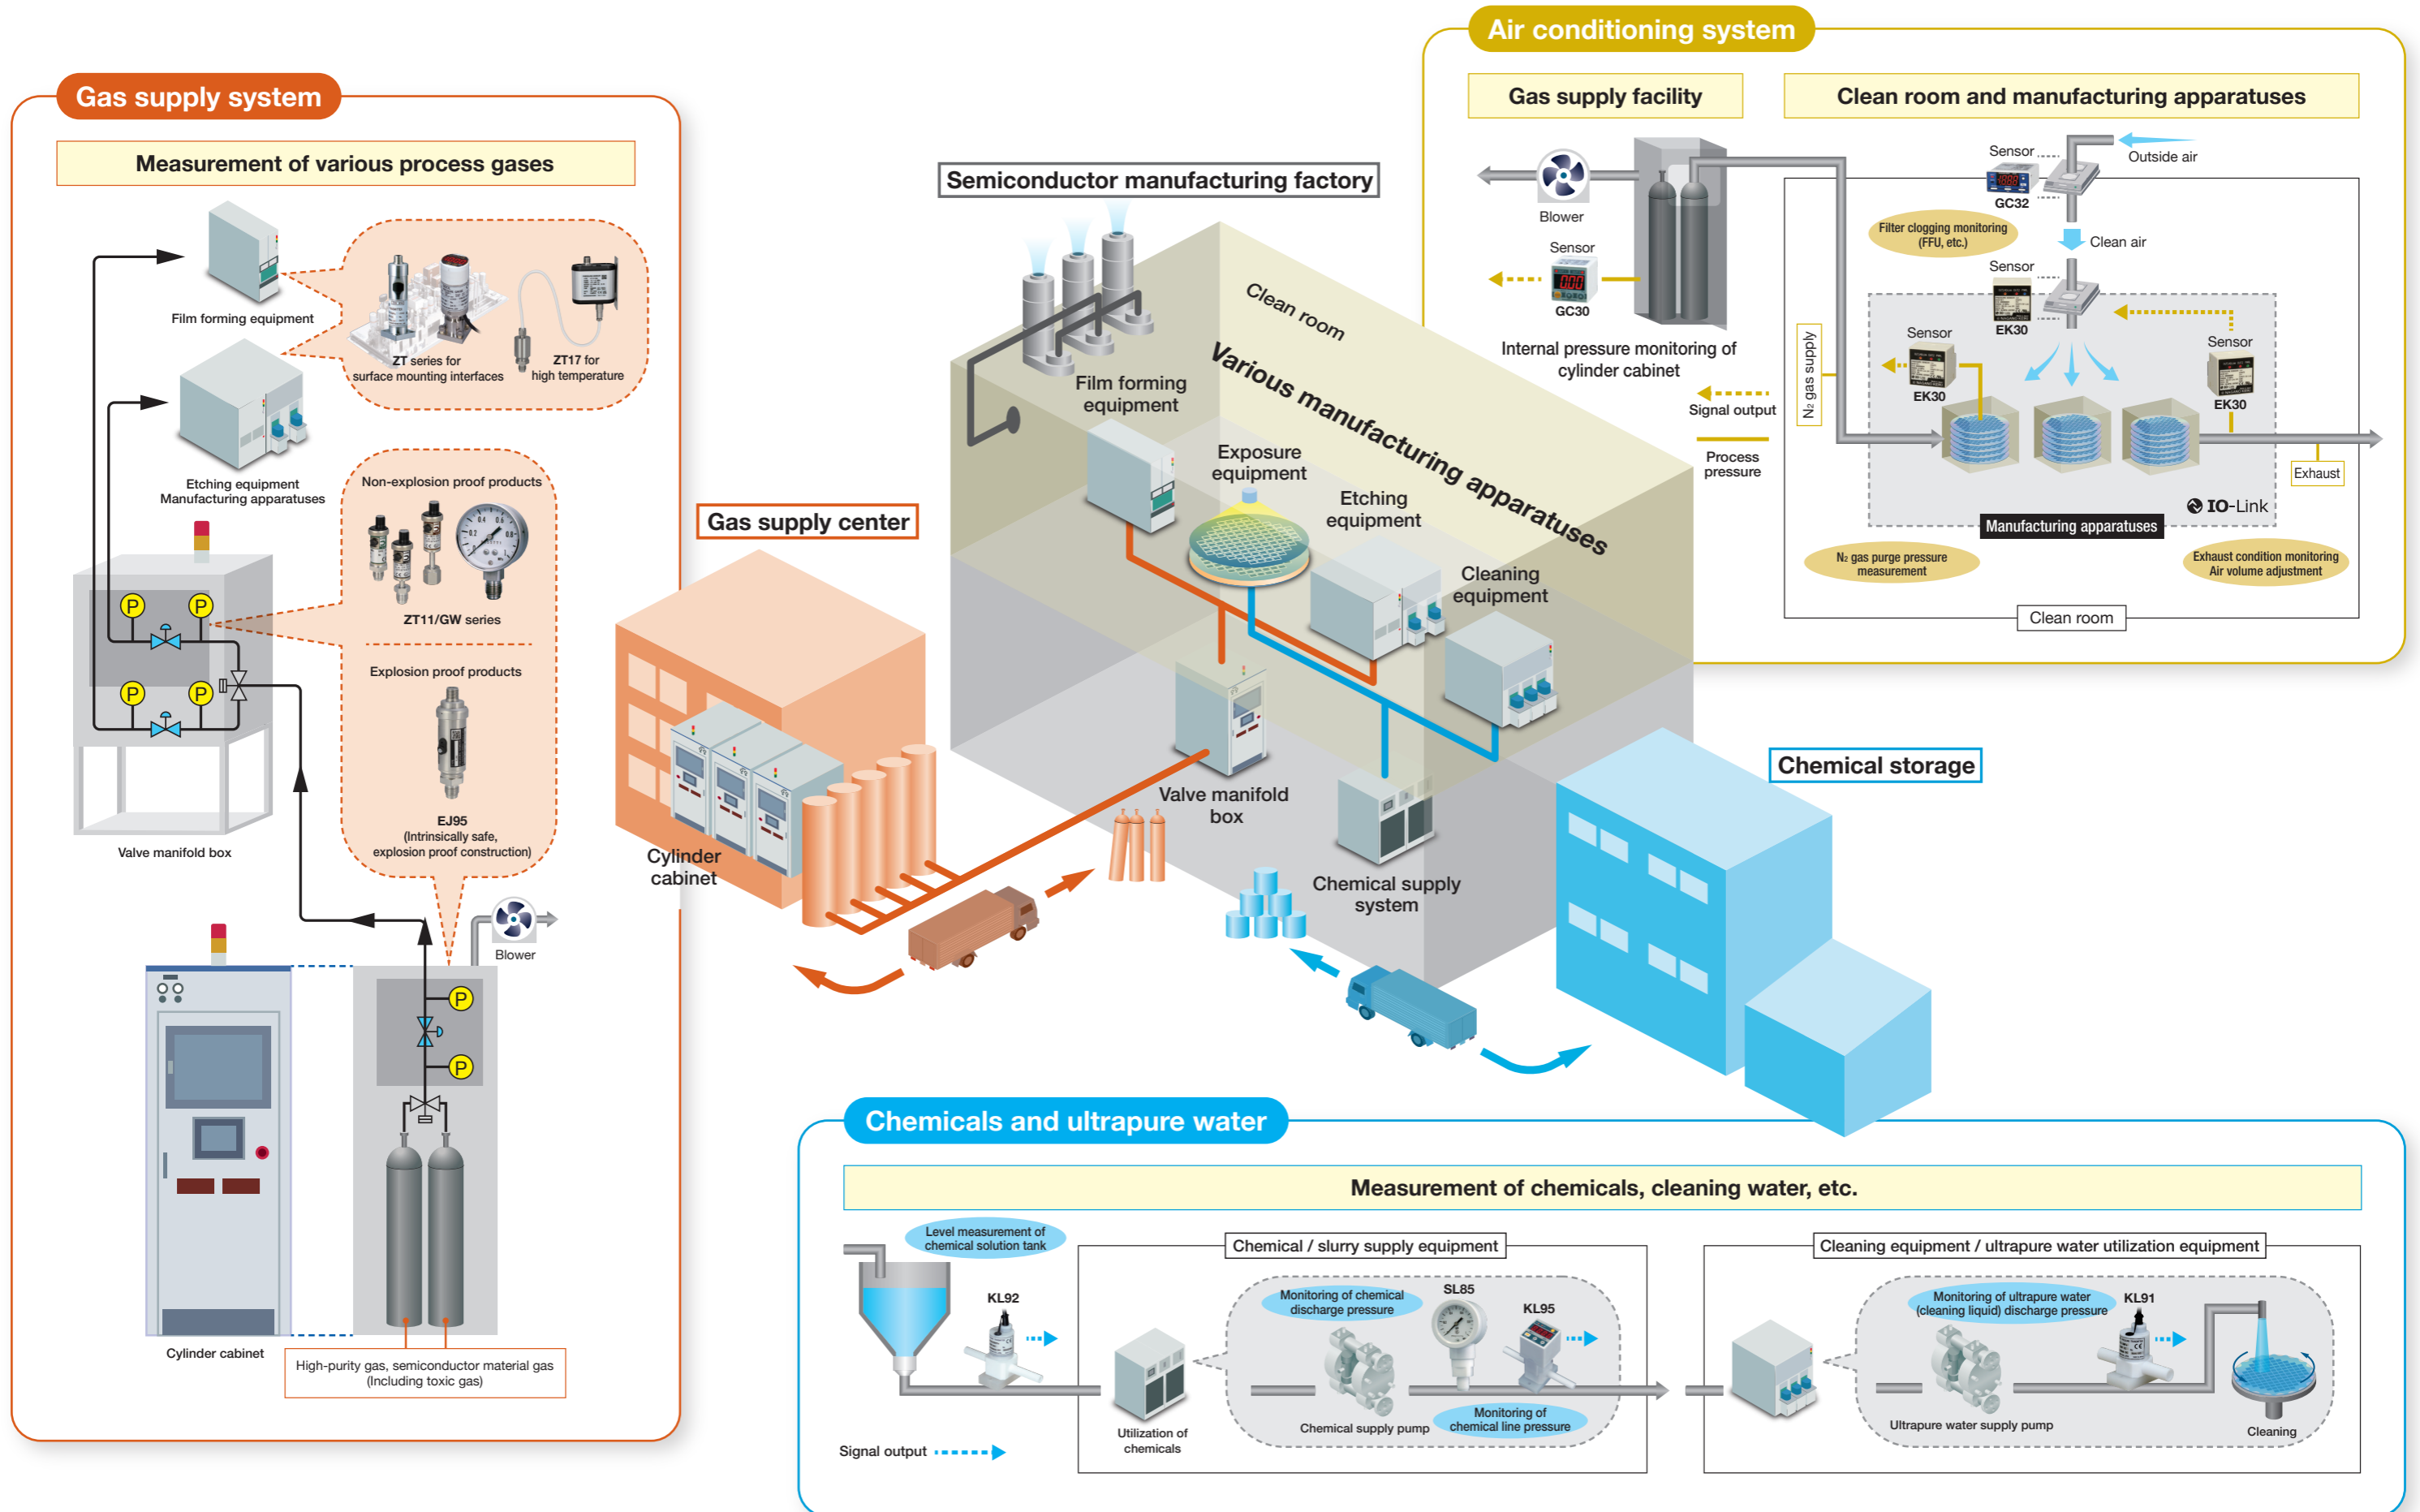 Gas supply system
Measurement of various process gases
Film forming equipment
ZT series for
surface mounting interfaces
ZT17 for
high temperature
Etching equipment
Manufacturing apparatuses
Non-explosion proof products
ZT11/GW series
Explosion proof products
EJ95
(Intrinsically safe,
explosion proof construction)
P
P
P
P
Valve manifold box
Blower
P
P
Cylinder cabinet
High-purity gas, semiconductor material gas
(Including toxic gas)
Semiconductor manufacturing factory
Clean room
Various manufacturing apparatuses
Film forming
equipment
Exposure
equipment
Etching
equipment
Cleaning
equipment
Gas supply center
Cylinder
cabinet
Valve manifold
box
Chemical supply
system
Chemical storage
Air conditioning system
Gas supply facility
Blower
Sensor
GC30
Internal pressure monitoring of
cylinder cabinet
Signal output
Process
pressure
Clean room and manufacturing apparatuses
Sensor
GC32
Outside air
Filter clogging monitoring
(FFU, etc.)
Clean air
Sensor
EK30
Sensor
EK30
Sensor
EK30
N2 gas supply
Exhaust
IO-Link
Manufacturing apparatuses
N2 gas purge pressure
measurement
Exhaust condition monitoring
Air volume adjustment
Clean room
Chemicals and ultrapure water
Measurement of chemicals, cleaning water, etc.
Level measurement of
chemical solution tank
KL92
Chemical / slurry supply equipment
Monitoring of chemical
discharge pressure
SL85
KL95
Utilization of
chemicals
Chemical supply pump
Monitoring of
chemical line pressure
Signal output
Cleaning equipment / ultrapure water utilization equipment
Monitoring of ultrapure water
(cleaning liquid) discharge pressure
KL91
Ultrapure water supply pump
Cleaning